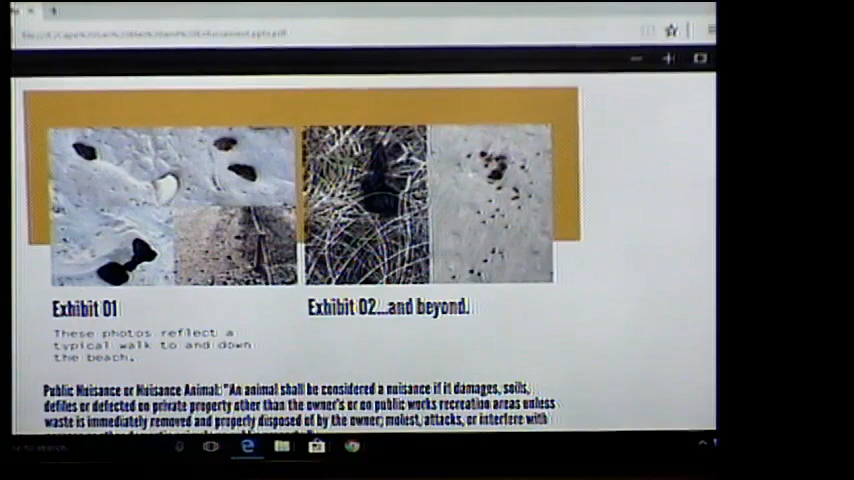 Exhibit 01
Exhibit 02...and beyond.
These photos reflect a
typical walk to and down
the beach.
Public Nuisance or Nuisance Animal: "An animal shall be considered a nuisance if it damages, soils,
defiles or defected on private property other than the owner's or on public works recreation areas unless
waste is immediately removed and properly disposed of by the owner; molest, attacks, or interfere with